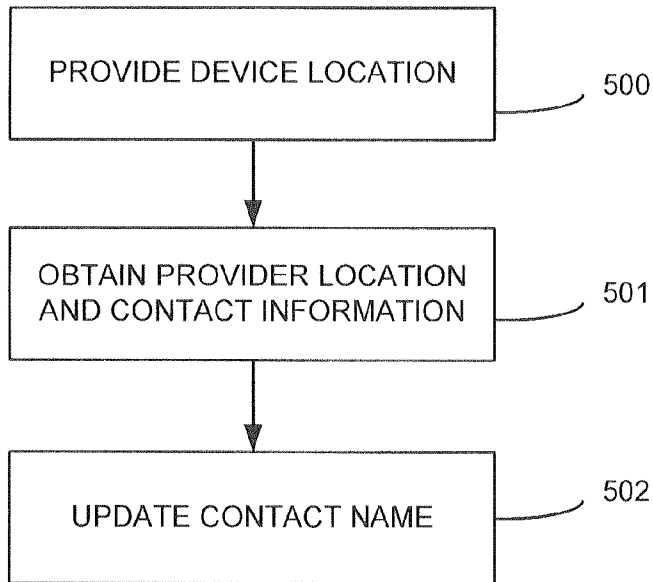 PROVIDE DEVICE LOCATION
500
OBTAIN PROVIDER LOCATION
AND CONTACT INFORMATION
501
UPDATE CONTACT NAME
502